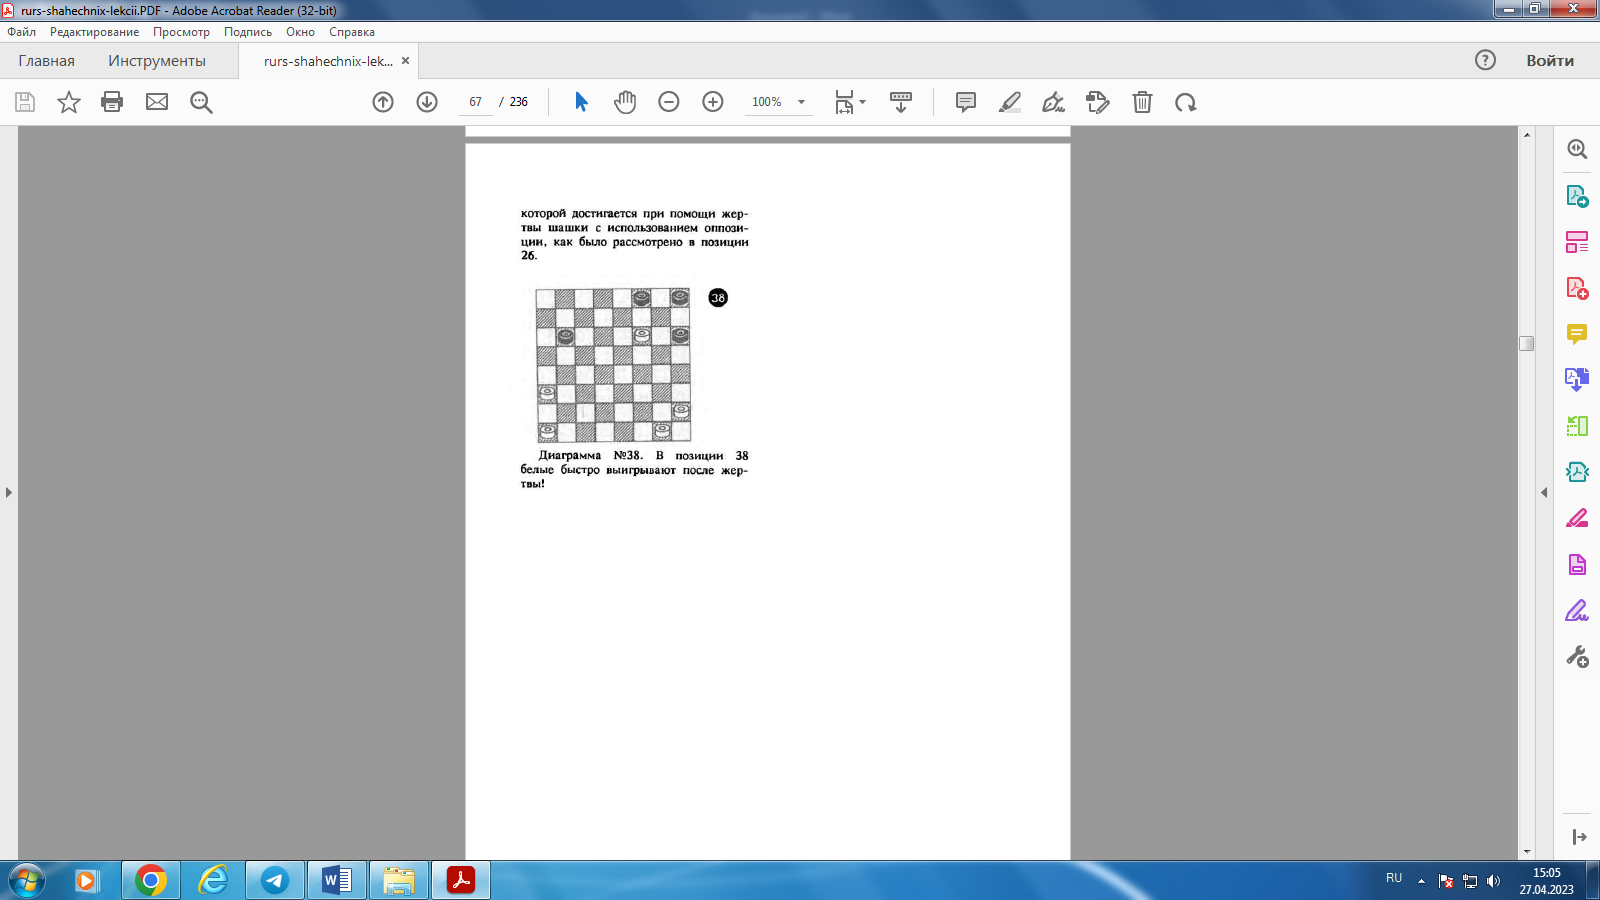 rurs-shahechnix-lekcii.PDF - Adobe Acrobat Reader (32-bit)
Файл Редактирование Просмотр Подпись Окно Справка
Главная Инструменты rurs-shahechnix-lek... × Войти
67 / 236 100%
которой достигается при помощи жер-
твы шашки с использованием оппози-
ции, как было рассмотрено в позиции
26.
38
Диаграмма №38. В позиции 38
белые быстро выигрывают после жер-
твы!
RU 15:05
27.04.2023